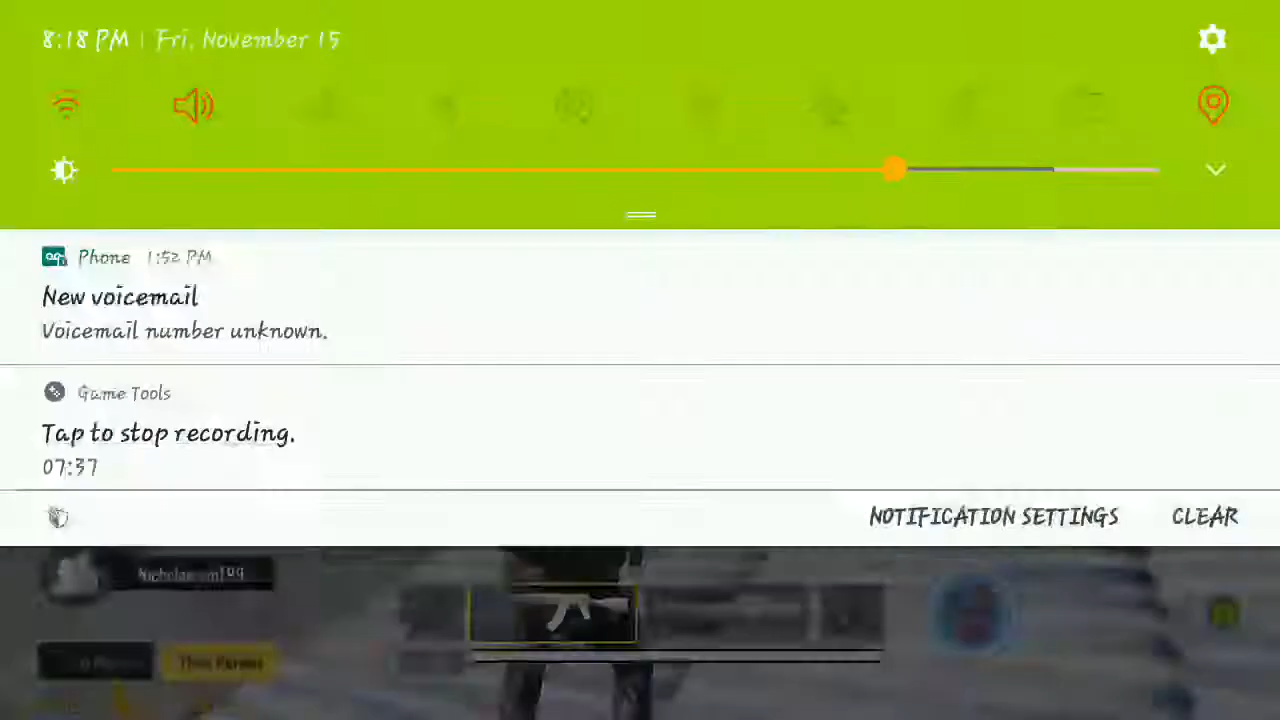 8:18 PM | Fri, November 15
Phone 1:52 PM
New voicemail
Voicemail number unknown.
Game Tools
Tap to stop recording.
07:37
NOTIFICATION SETTINGS CLEAR